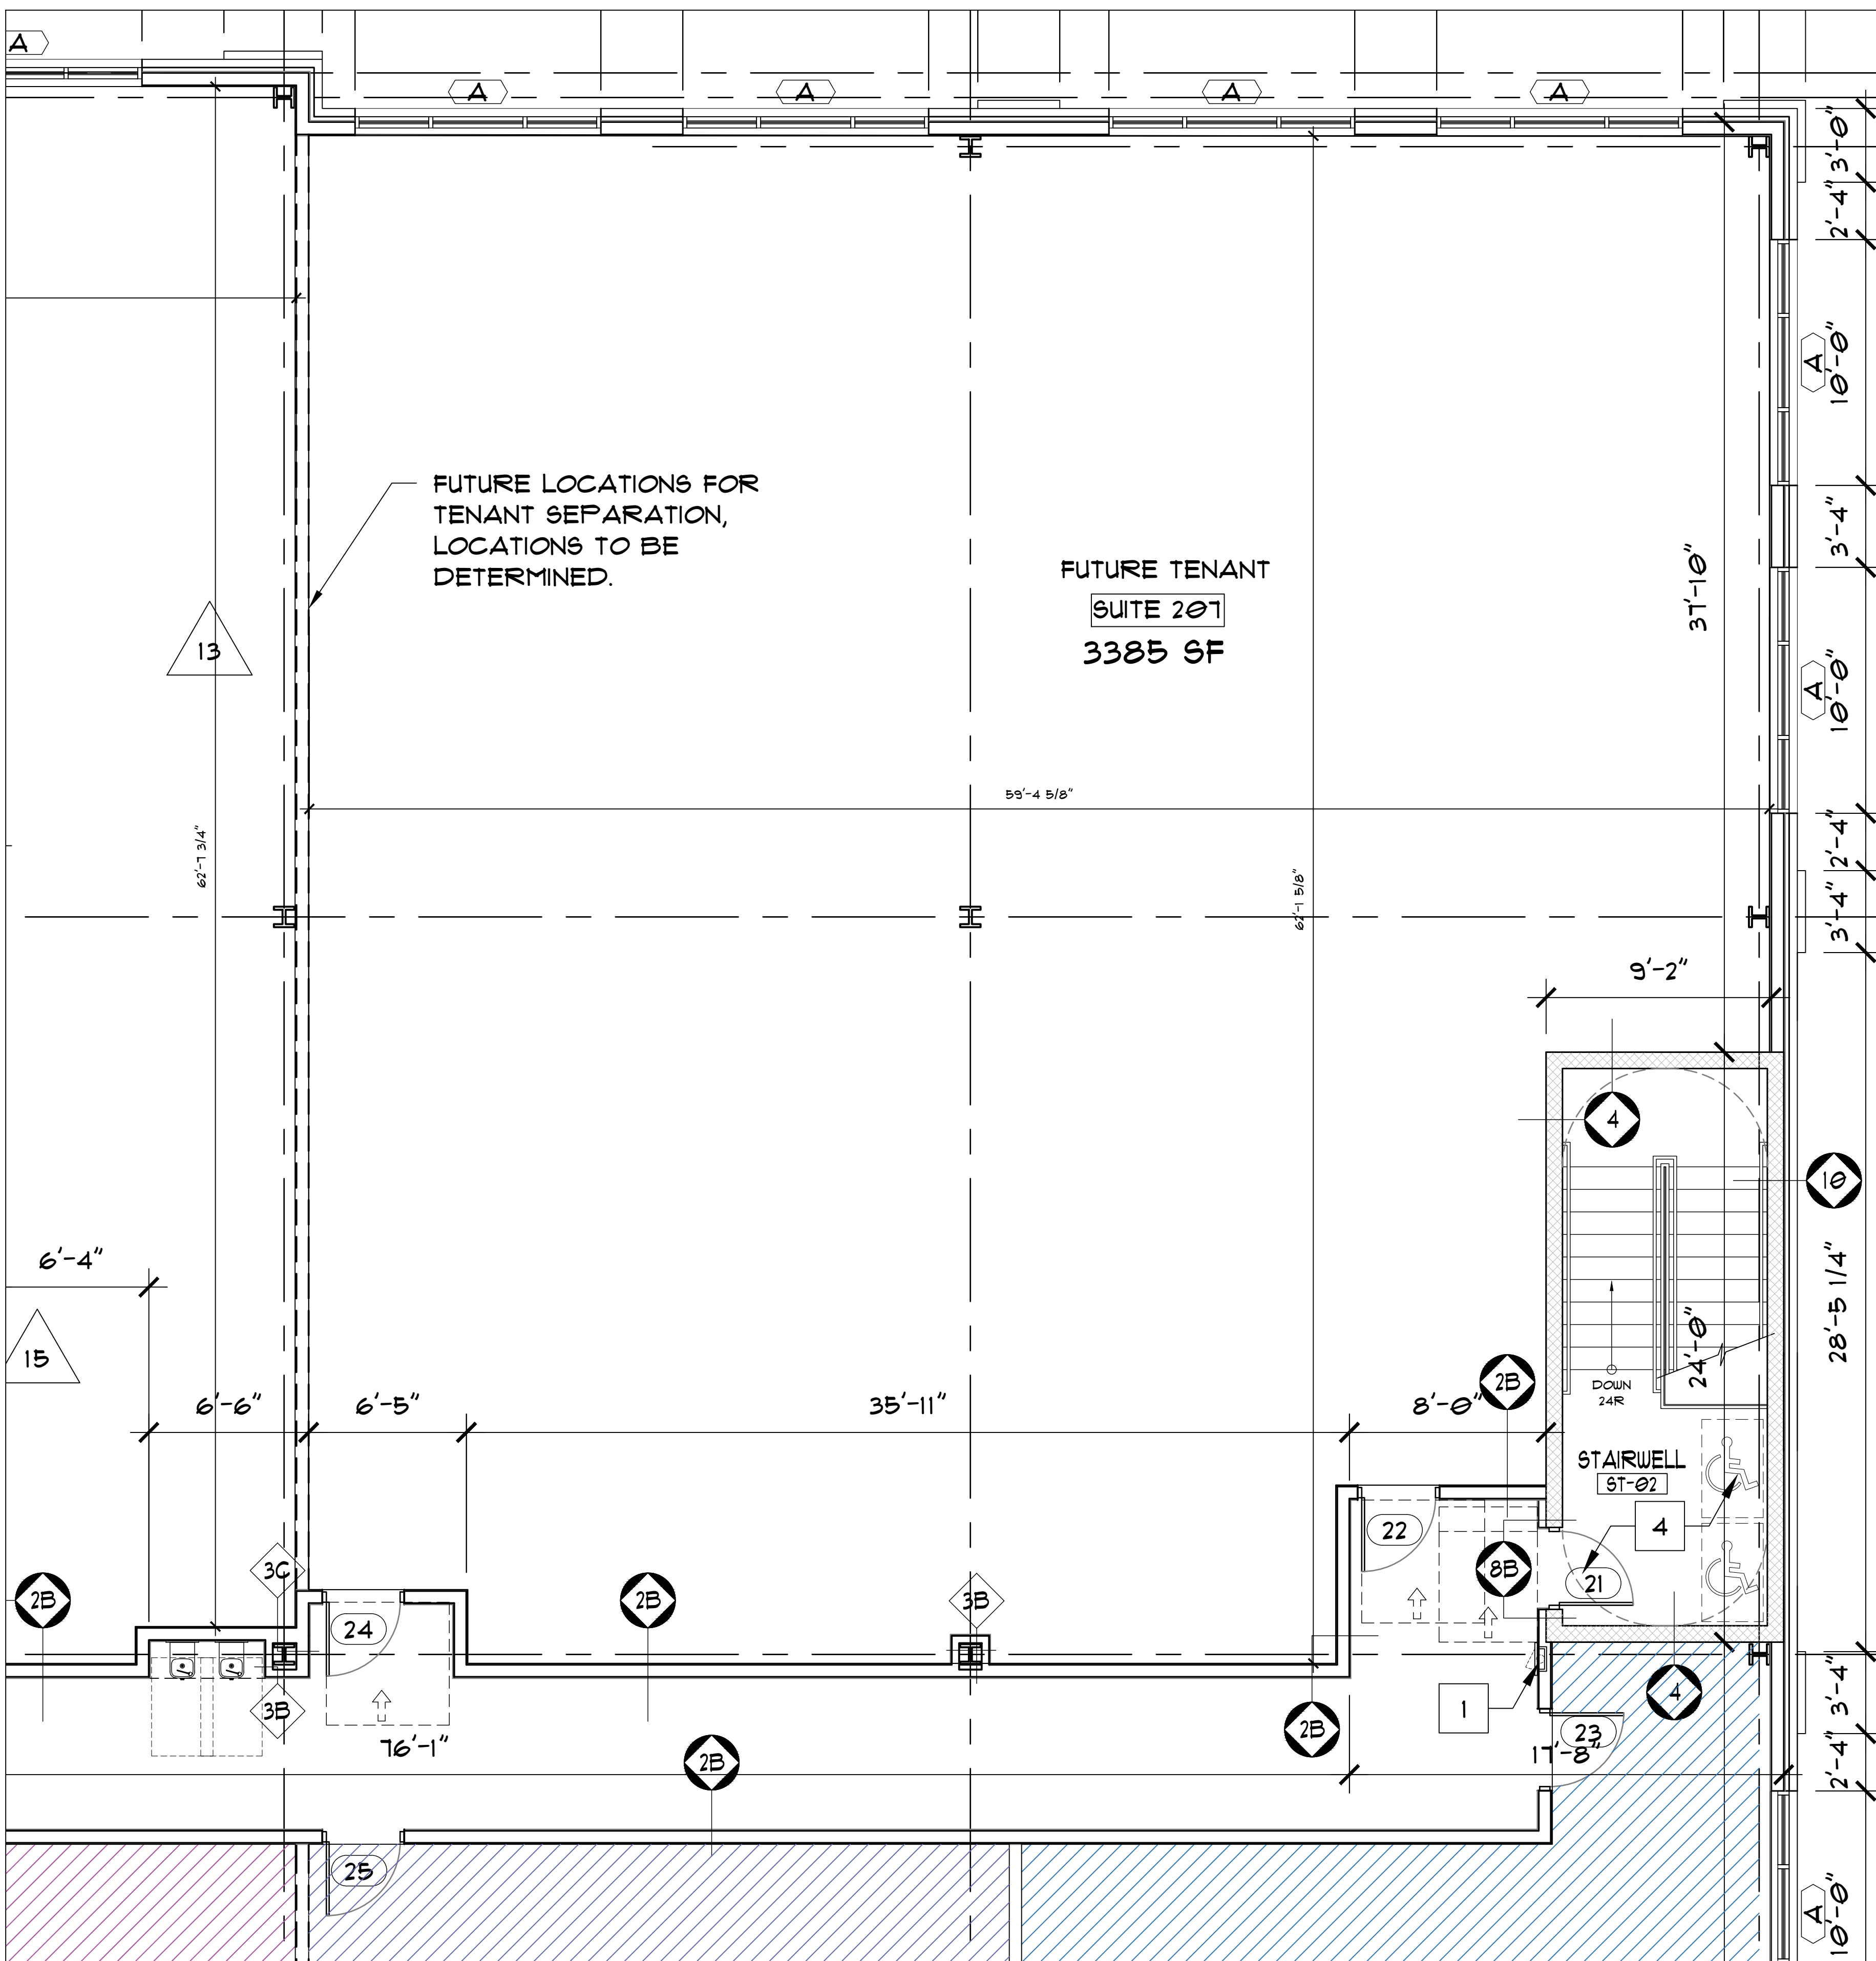 A
A
A
A
A
3'-0"
2'-4"
10'-0"
A
3'-4"
FUTURE LOCATIONS FOR
TENANT SEPARATION,
LOCATIONS TO BE
DETERMINED.
FUTURE TENANT
SUITE 207
3385 SF
37'-10"
13
10'-0"
A
59'-4 5/8"
62'-7 3/4"
62'-1 5/8"
2'-4"
3'-4"
9'-2"
4
10
6'-4"
28'-5 1/4"
15
24'-0"
DOWN
24R
2B
6'-6"
6'-5"
35'-11"
8'-0"
STAIRWELL
ST-02
4
22
3C
8B
21
2B
2B
3B
24
3B
1
4
3'-4"
2B
23
76'-1"
17'-8"
2B
2'-4"
25
A
10'-0"